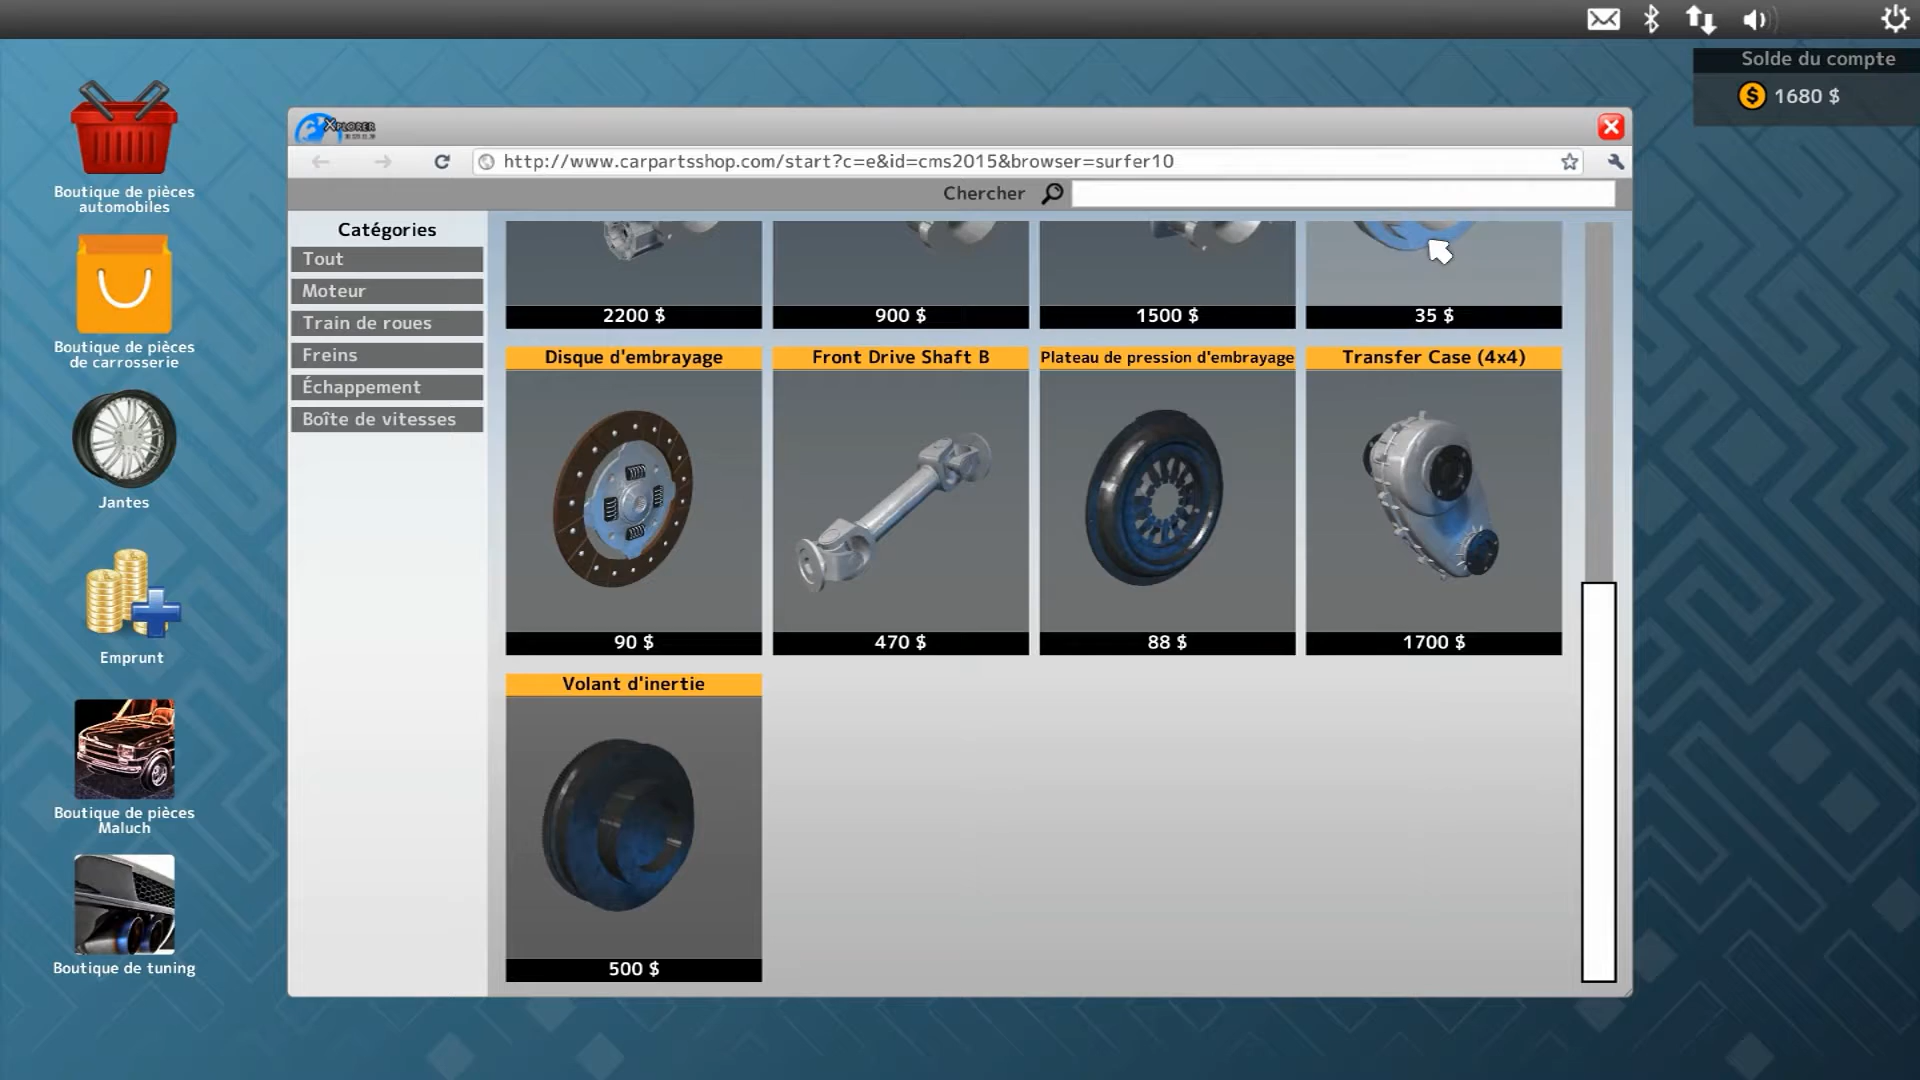 Solde du compte
$ 1680 $
Boutique de pièces
automobiles
Boutique de pièces
de carrosserie
Jantes
Emprunt
Boutique de pièces
Maluch
Boutique de tuning
XPLORER
http://www.carpartsshop.com/start?c=e&id=cms2015&browser=surfer10
Chercher
Catégories
Tout
Moteur
Train de roues
Freins
Échappement
Boîte de vitesses
2200 $
900 $
1500 $
35 $
Disque d'embrayage
Front Drive Shaft B
Plateau de pression d'embrayage
Transfer Case (4x4)
90 $
470 $
88 $
1700 $
Volant d'inertie
500 $